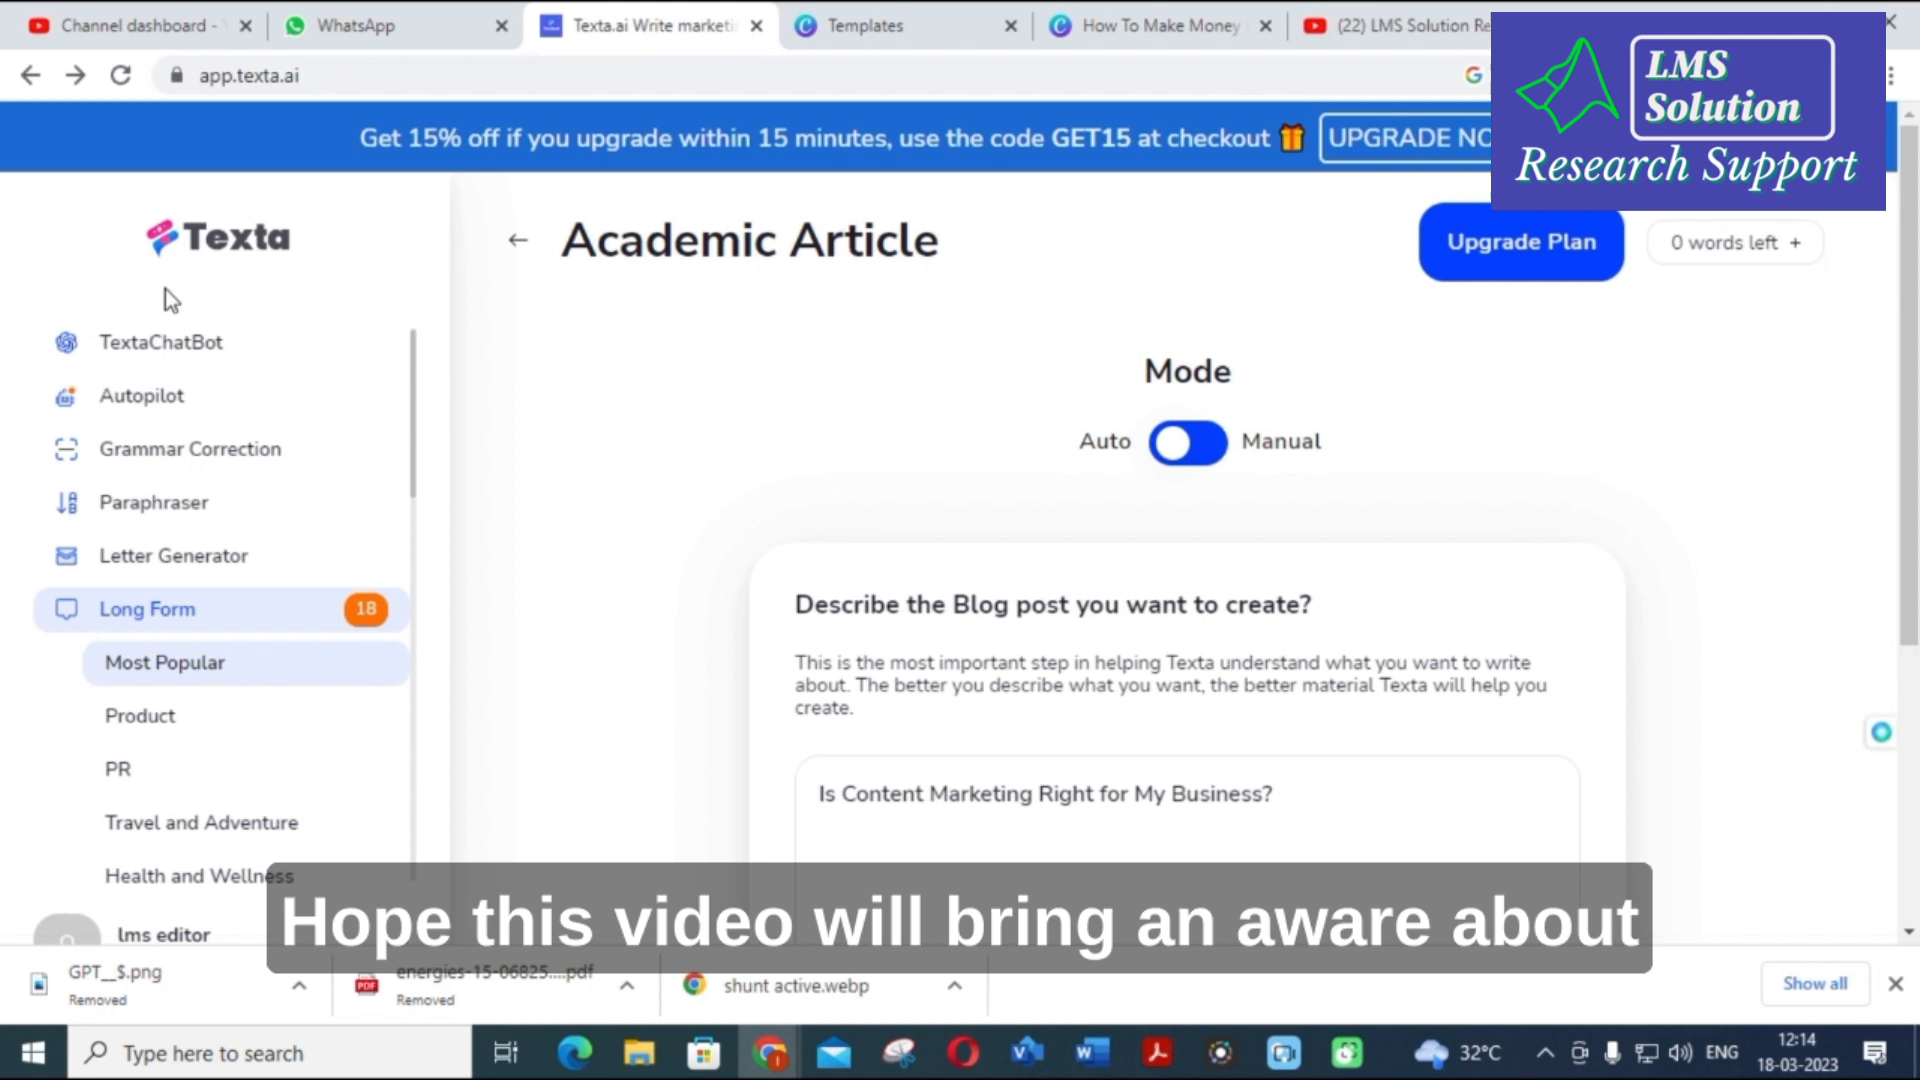 Channel dashboard -
WhatsApp
Texta.ai Write marketi
Templates
How To Make Money
(22) LMS Solution Re
app.texta.ai
LMS
Solution
Research Support
Get 15% off if you upgrade within 15 minutes, use the code GET15 at checkout
UPGRADE NO
Texta
Academic Article
Upgrade Plan
0 words left +
TextaChatBot
Autopilot
Grammar Correction
Paraphraser
Letter Generator
Long Form
18
Most Popular
Product
PR
Travel and Adventure
Health and Wellness
lms editor
Mode
Auto
Manual
Describe the Blog post you want to create?
This is the most important step in helping Texta understand what you want to write
about. The better you describe what you want, the better material Texta will help you
create.
Is Content Marketing Right for My Business?
Hope this video will bring an aware about
GPT__$.png
Removed
energies-15-06825....pdf
Removed
shunt active.webp
Show all
Type here to search
32°C
ENG
12:14
18-03-2023